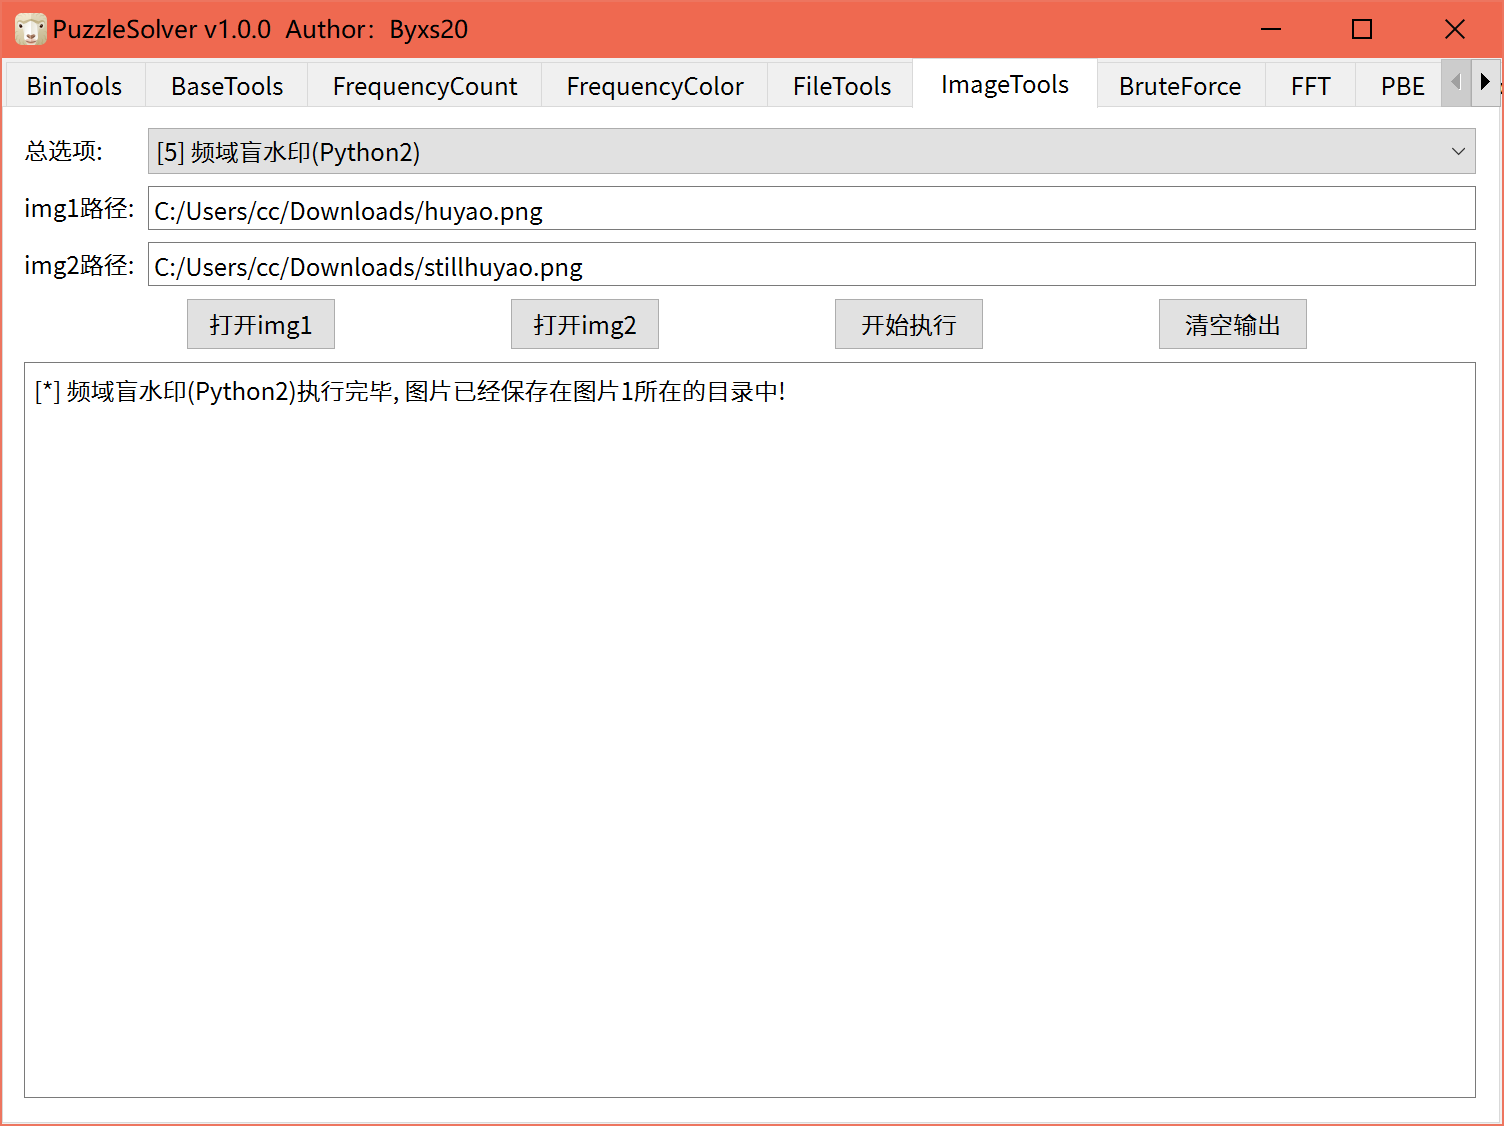 PuzzleSolver v1.0.0 Author：Byxs20
BinTools BaseTools FrequencyCount FrequencyColor FileTools ImageTools BruteForce FFT PBE
总选项: [5] 频域盲水印(Python2)
img1路径: C:/Users/cc/Downloads/huyao.png
img2路径: C:/Users/cc/Downloads/stillhuyao.png
打开img1 打开img2 开始执行 清空输出
[*] 频域盲水印(Python2)执行完毕, 图片已经保存在图片1所在的目录中!